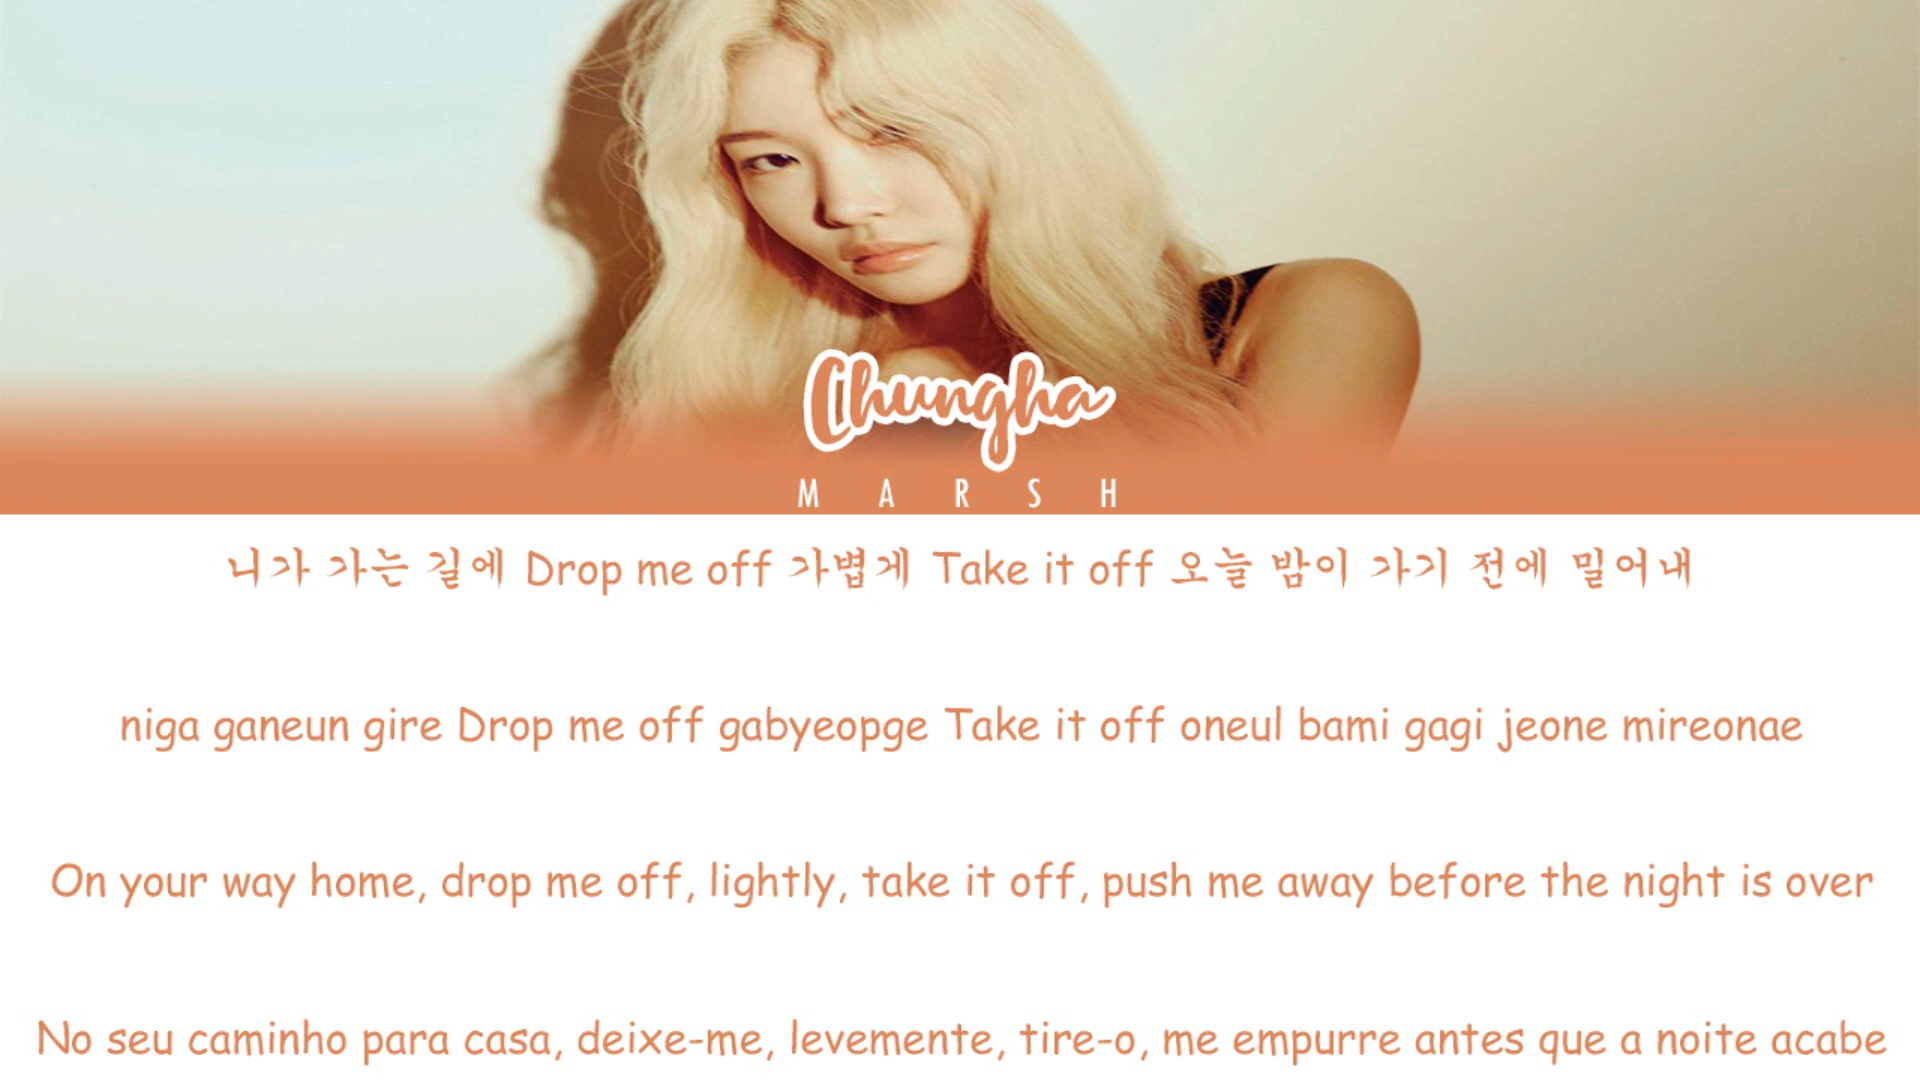 Chungha
MARSH
니가 가는 길에 Drop me off 가볍게 Take it off 오늘 밤이 가기 전에 밀어내
niga ganeun gire Drop me off gabyeopge Take it off oneul bami gagi jeone mireonae
On your way home, drop me off, lightly, take it off, push me away before the night is over
No seu caminho para casa, deixe-me, levemente, tire-o, me empurre antes que a noite acabe